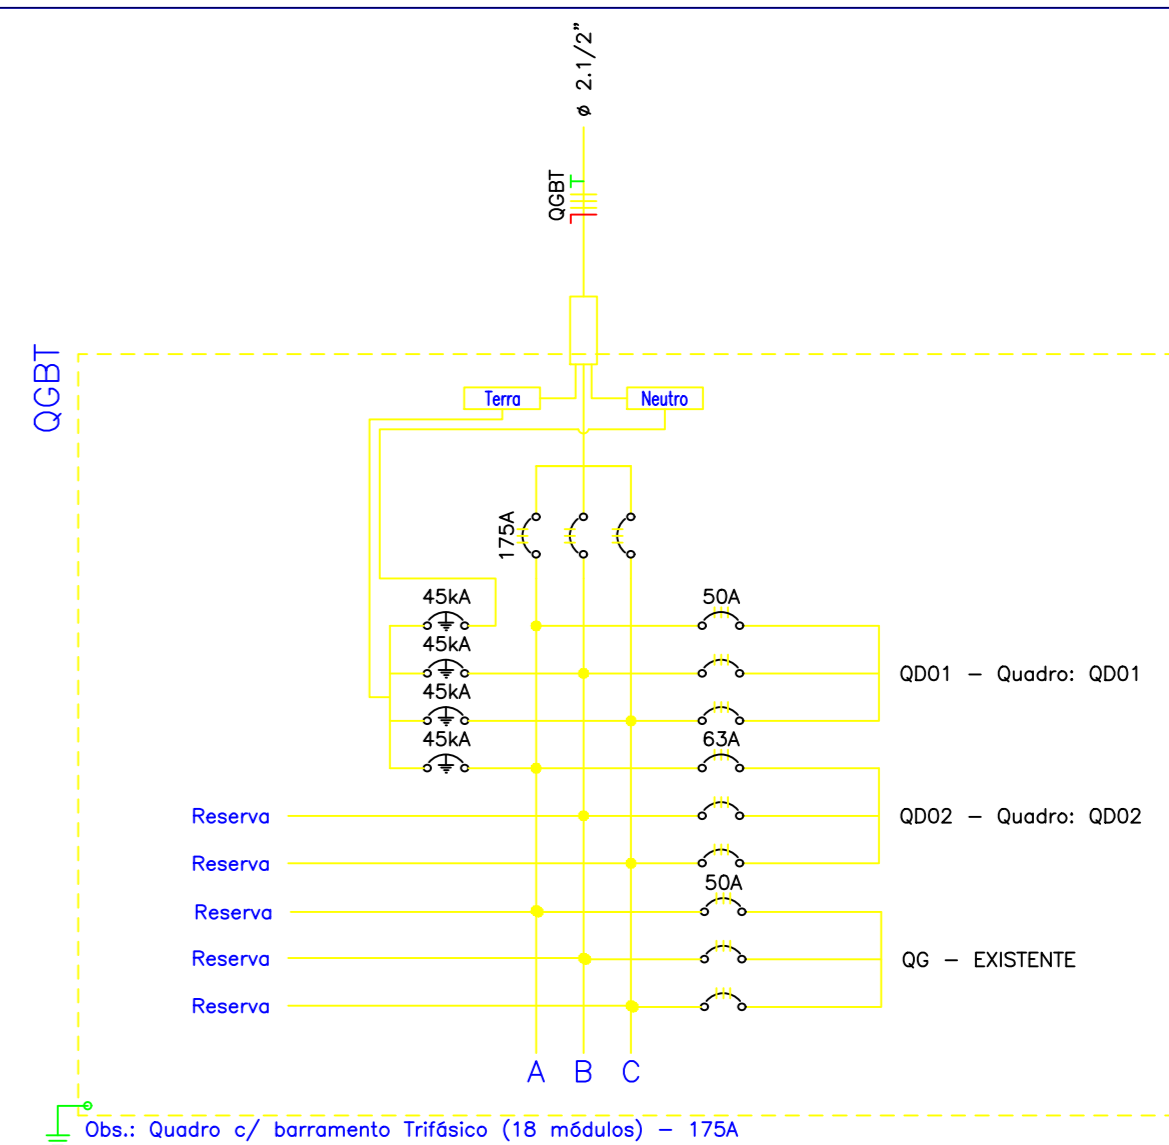 ø 2.1/2"
QGBT
QGBT
Terra
Neutro
175A
45kA
50A
45kA
QD01 - Quadro: QD01
45kA
45kA
63A
Reserva
QD02 - Quadro: QD02
Reserva
50A
Reserva
Reserva
QG - EXISTENTE
Reserva
A B C
Obs.: Quadro c/ barramento Trifásico (18 módulos) - 175A